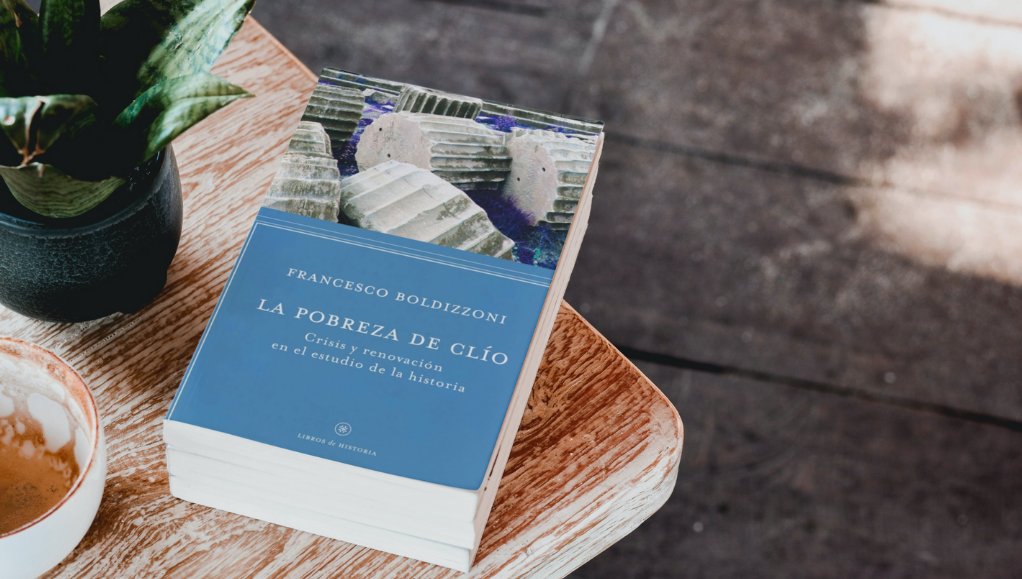 FRANCESCO BOLDIZZONI
LA POBREZA DE CLÍO
Crisis y renovación
en el estudio de la historia
LIBROS de HISTORIA